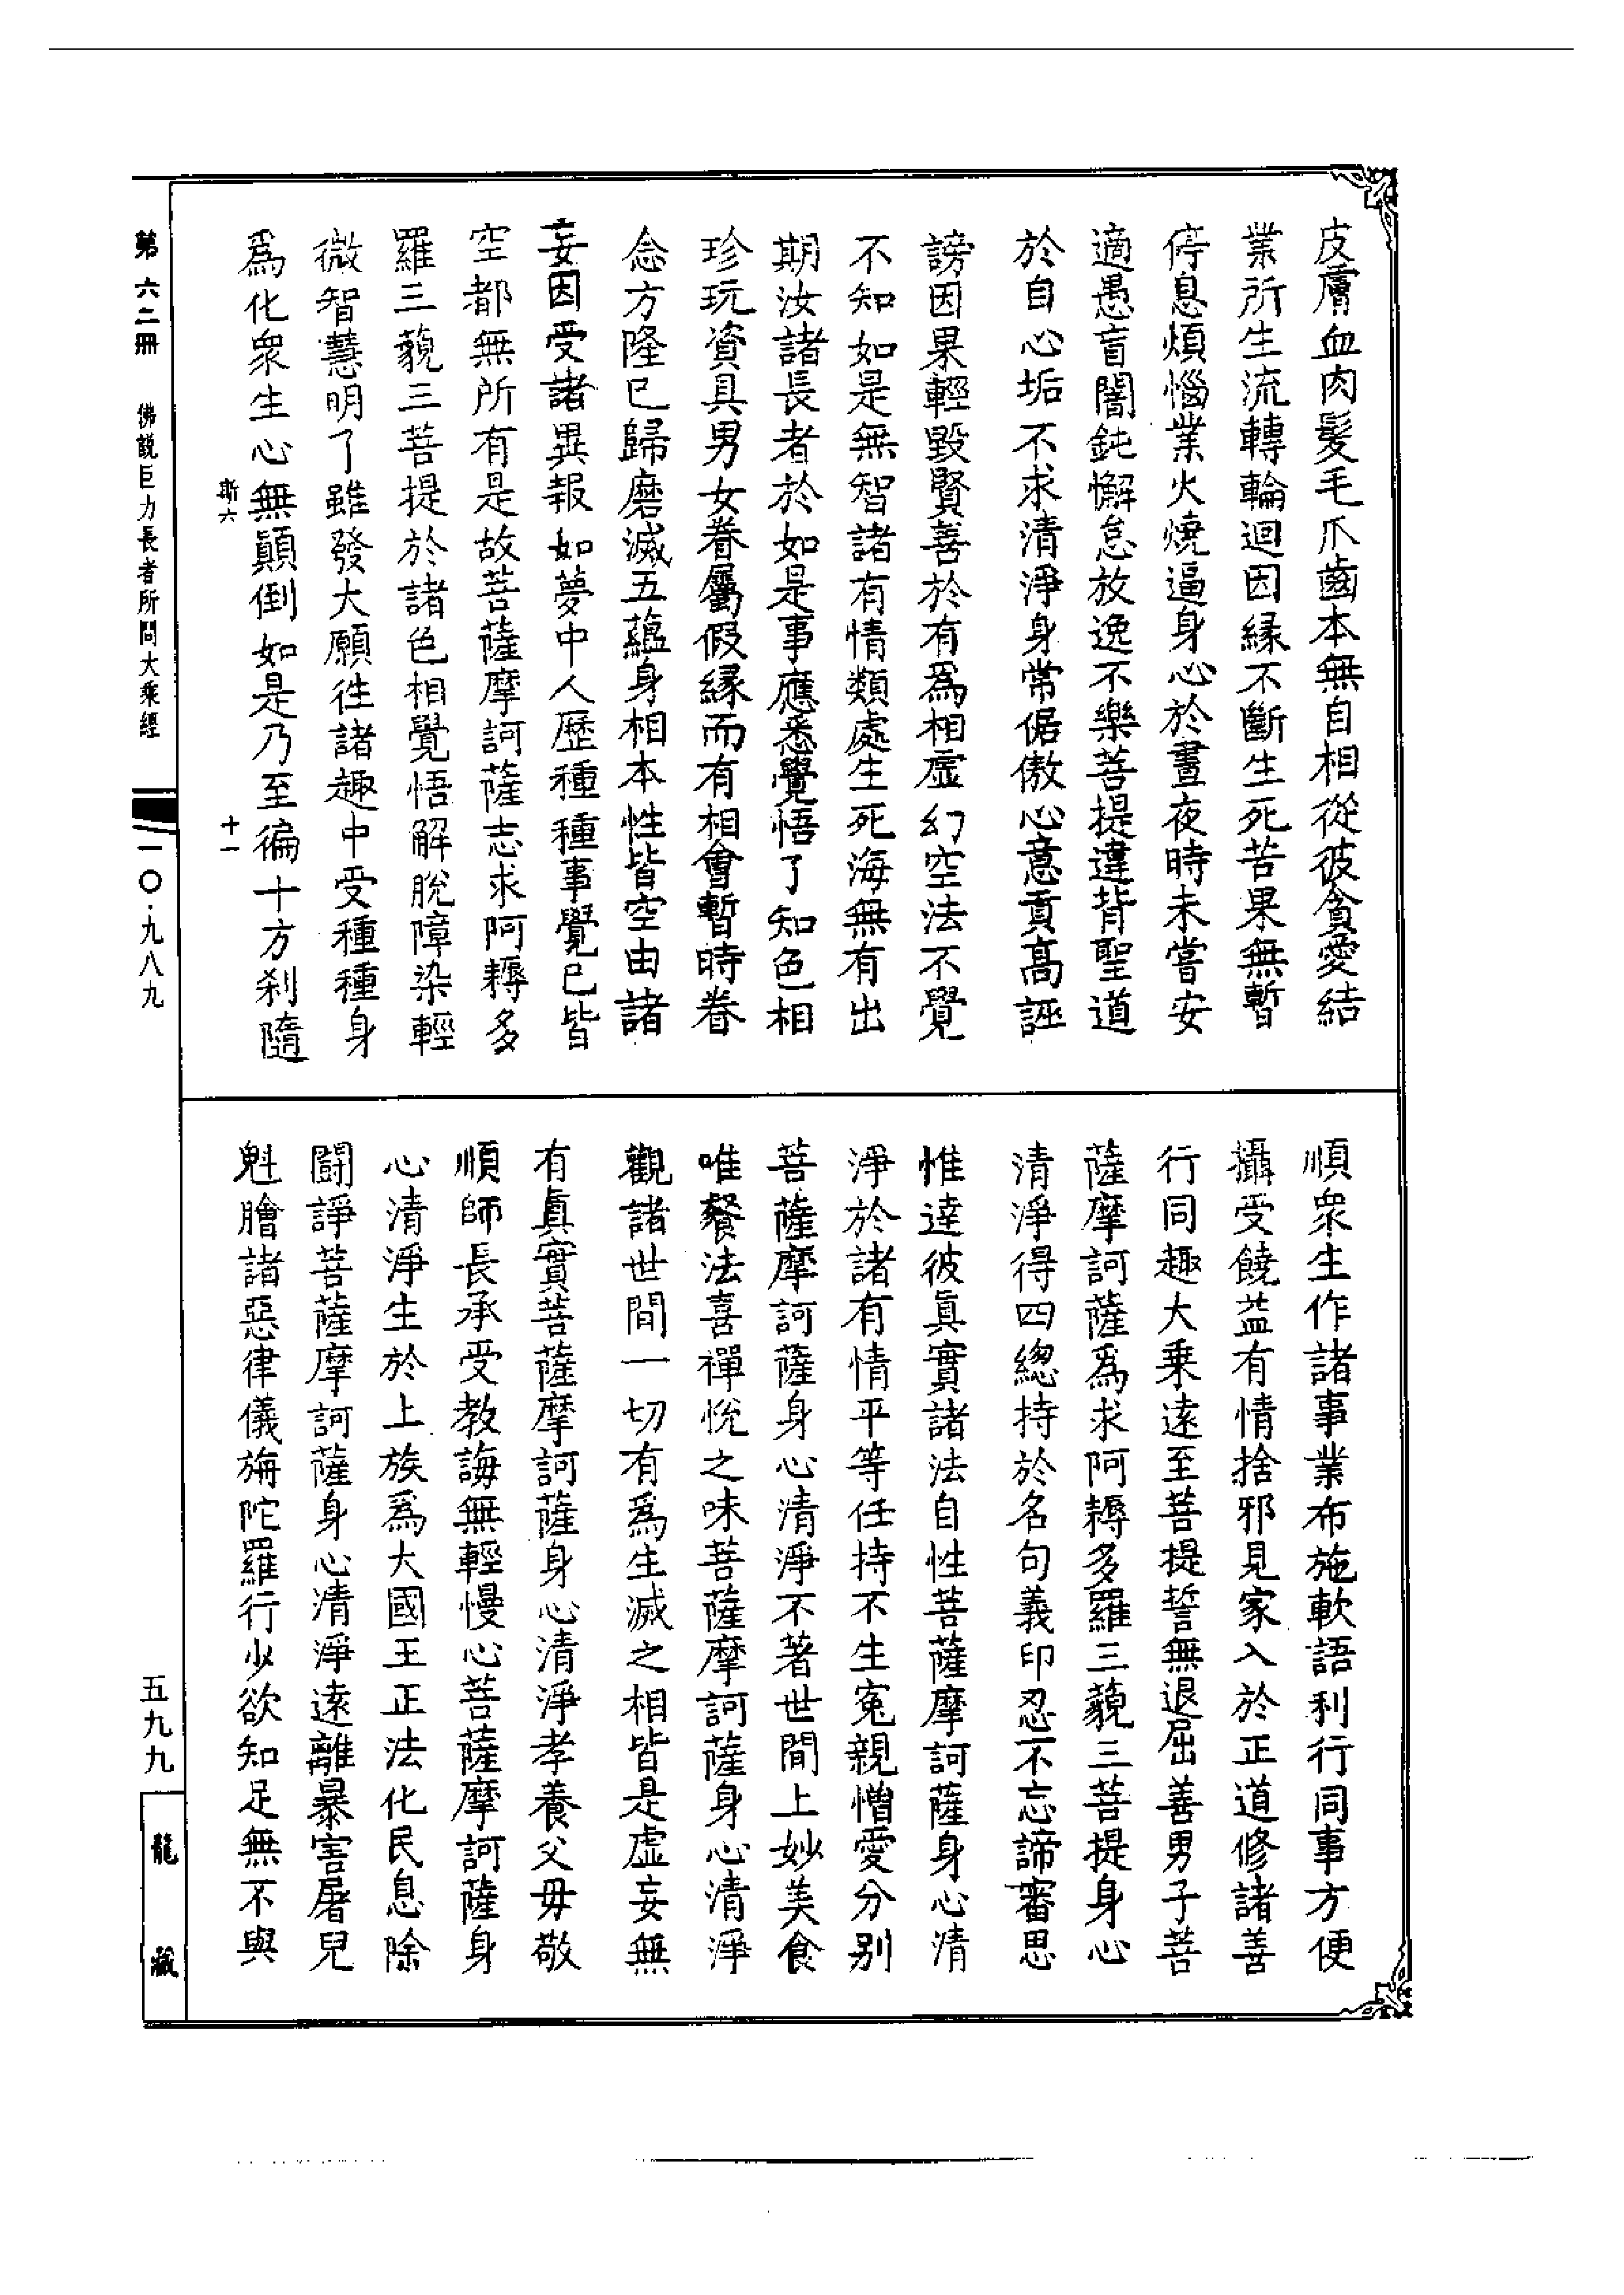 皮膚血肉髮毛爪齒本無自相從彼貪愛結
業所生流轉輪迴因緣不斷生死苦果無暫
停息煩惱業火燒逼身心於晝夜時未嘗安
適愚盲闇鈍懈怠放逸不樂菩提違背聖道
於自心垢不求清淨身常倨傲心意貢高誣
謗因果輕毀賢善於有爲相虛幻空法不覺
不知如是無智諸有情類處生死海無有出
期汝諸長者於如是事應悉覺悟了知色相
珍玩資具男女眷屬假緣而有相會暫時眷
念方隆已歸磨滅五蘊身相本性皆空由諸
妄因受諸異報如夢中人歷種種事覺已皆
空都無所有是故菩薩摩訶薩志求阿耨多
羅三藐三菩提於諸色相覺悟解脫障染輕
微智慧明了雖發大願往諸趣中受種種身
爲化衆生心無顛倒如是乃至徧十方刹隨
斯六
十一
順衆生作諸事業布施軟語利行同事方便
攝受饒益有情捨邪見家入於正道修諸善
行同趣大乘遠至菩提誓無退屈善男子菩
薩摩訶薩爲求阿耨多羅三藐三菩提身心
清淨得四總持於名句義印忍不忘諦審思
惟達彼眞實諸法自性菩薩摩訶薩身心清
淨於諸有情平等任持不生寃親憎愛分別
菩薩摩訶薩身心清淨不著世間上妙美食
唯餐法喜禪悅之味菩薩摩訶薩身心清淨
觀諸世間一切有爲生滅之相皆是虛妄無
有眞實菩薩摩訶薩身心清淨孝養父母敬
順師長承受教誨無輕慢心菩薩摩訶薩身
心清淨生於上族爲大國王正法化民息除
鬪諍菩薩摩訶薩身心清淨遠離暴害屠兒
魁膾諸惡律儀旃陀羅行少欲知足無不與
第六二冊 佛説巨力長者所問大乘經
一〇·九八九
五九九
龍藏